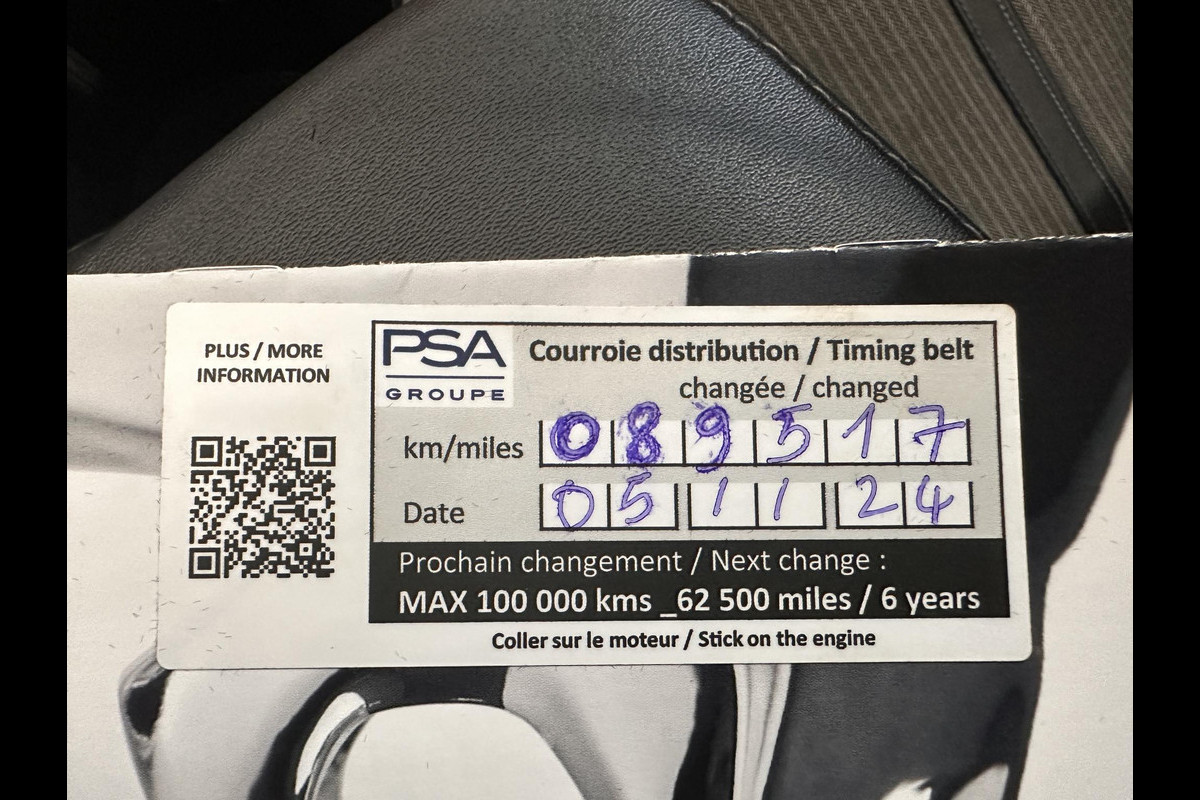 PLUS / MORE
INFORMATION
PSA
GROUPE
Courroie distribution / Timing belt
changée / changed
km/miles 089517
Date 05 11 24
Prochain changement / Next change :
MAX 100 000 kms _62 500 miles / 6 years
Coller sur le moteur / Stick on the engine